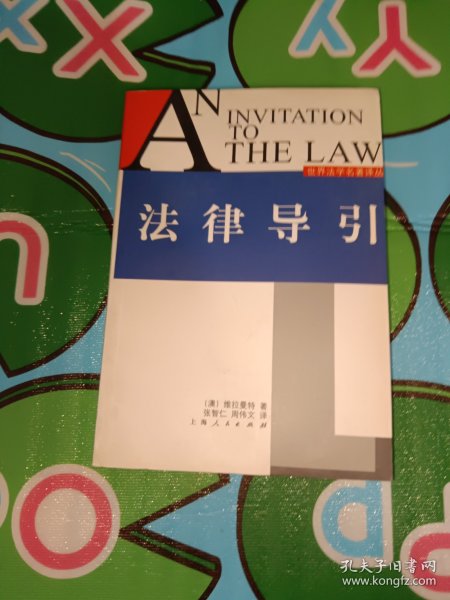 X
X
Y
Y
AN
INVITATION
TO
THE LAW
世界法学名著译丛
法律导引
U
（澳）维拉曼特 著
张智仁 周伟文 译
上海人民出版社
O
P
孔夫子旧书网
www.kongfz.com